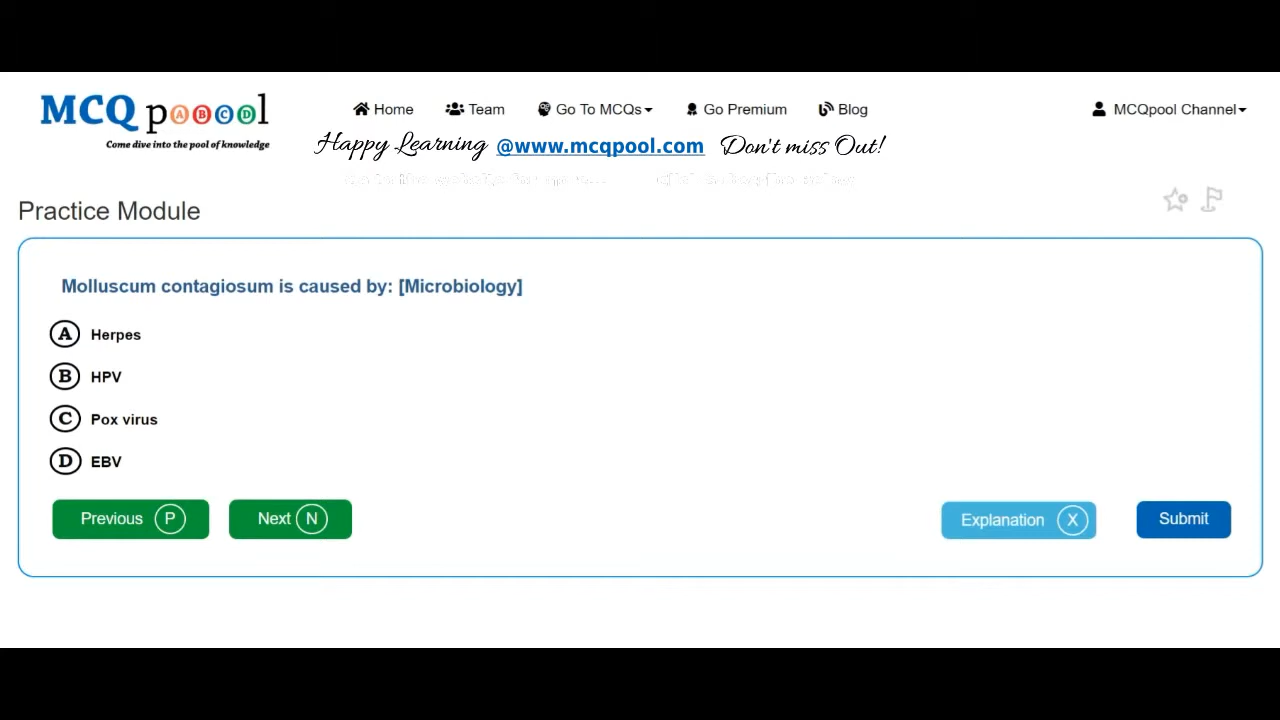 MCQ poool
Home Team Go To MCQs Go Premium Blog MCQpool Channel
Come dive into the pool of knowledge
Happy Learning @www.mcqpool.com Don't miss Out!
Practice Module
Molluscum contagiosum is caused by: [Microbiology]
A Herpes
B HPV
C Pox virus
D EBV
Previous P Next N Explanation X Submit